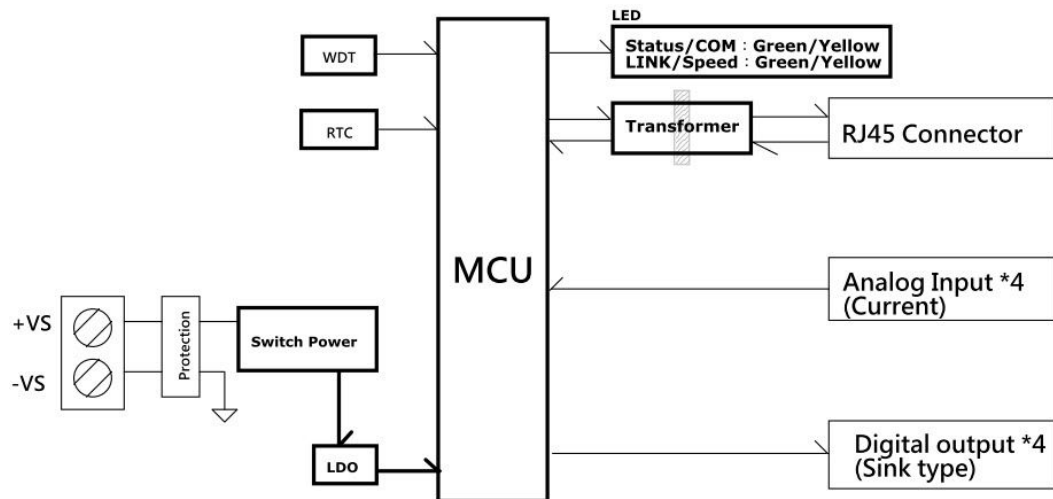 LED
WDT
Status/COM：Green/Yellow
LINK/Speed：Green/Yellow
RTC
Transformer
RJ45 Connector
MCU
Analog Input *4
(Current)
+VS
-VS
Protection
Switch Power
LDO
Digital output *4
(Sink type)